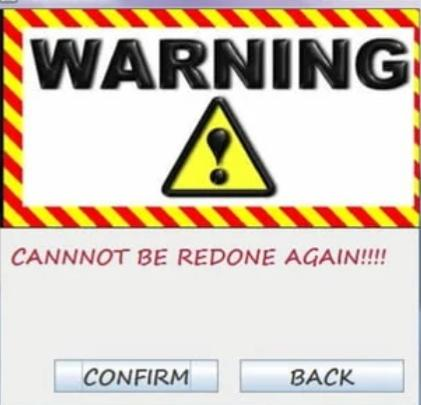 WARNING
CANNNOT BE REDONE AGAIN!!!!
CONFIRM
BACK